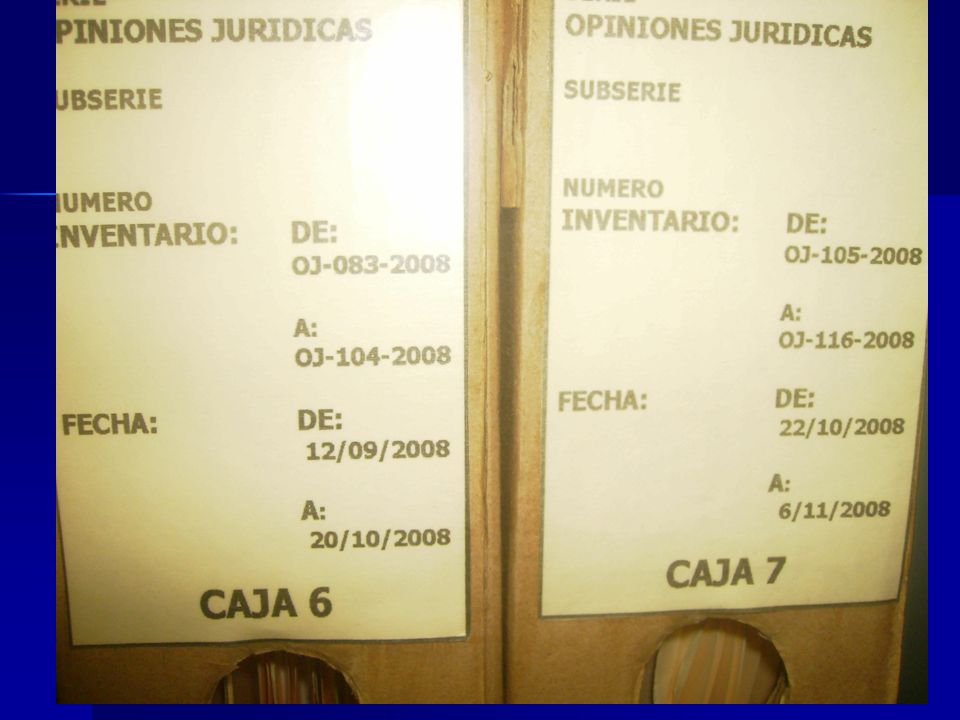 OPINIONES JURIDICAS
SUBSERIE
NUMERO
INVENTARIO:
DE:
OJ-083-2008
A:
OJ-104-2008
FECHA:
DE:
12/09/2008
A:
20/10/2008
CAJA 6
OPINIONES JURIDICAS
SUBSERIE
NUMERO
INVENTARIO:
DE:
OJ-105-2008
A:
OJ-116-2008
FECHA:
DE:
22/10/2008
A:
6/11/2008
CAJA 7